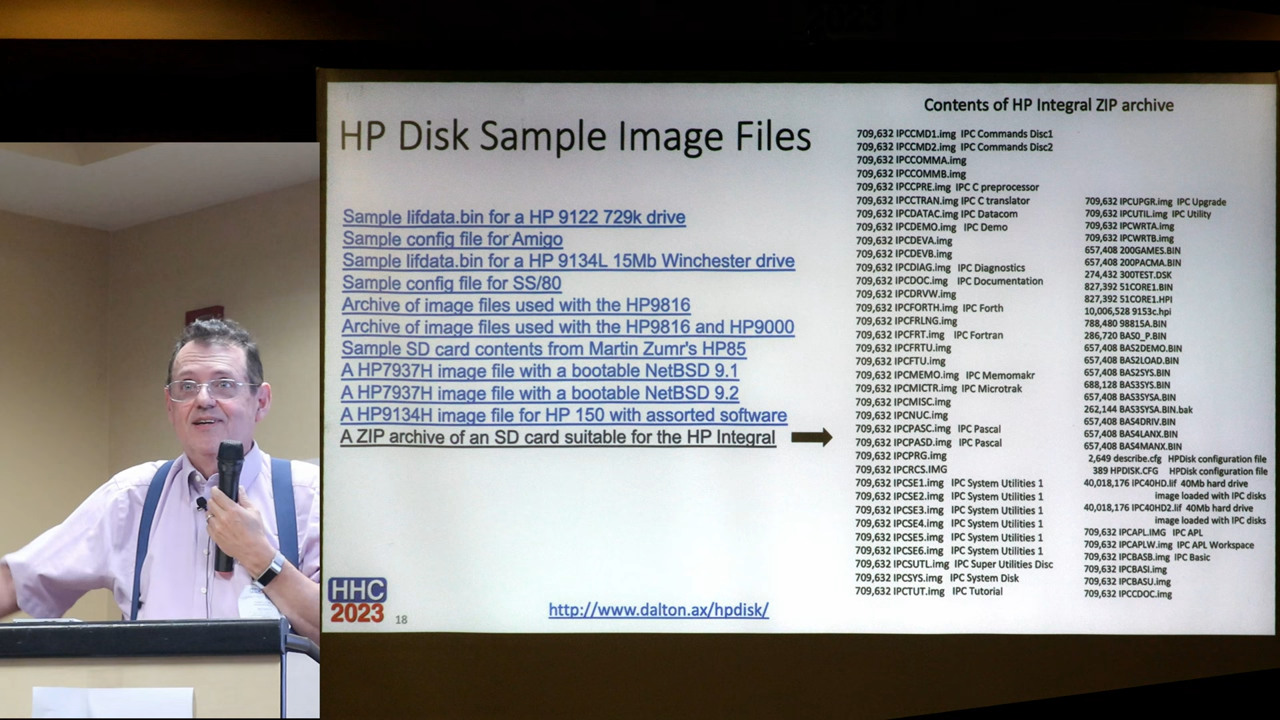 HP Disk Sample Image Files
Sample lifdata.bin for a HP 9122 729k drive
Sample config file for Amigo
Sample lifdata.bin for a HP 9134L 15Mb Winchester drive
Sample config file for SS/80
Archive of image files used with the HP9816
Archive of image files used with the HP9816 and HP9000
Sample SD card contents from Martin Zumr's HP85
A HP7937H image file with a bootable NetBSD 9.1
A HP7937H image file with a bootable NetBSD 9.2
A HP9134H image file for HP 150 with assorted software
A ZIP archive of an SD card suitable for the HP Integral
HHC
2023
18
http://www.dalton.ax/hpdisk/
Contents of HP Integral ZIP archive
709,632 IPCCMD1.img IPC Commands Disc1
709,632 IPCCMD2.img IPC Commands Disc2
709,632 IPCCOMMA.img
709,632 IPCCOMMB.img
709,632 IPCCPRE.img IPC C preprocessor
709,632 IPCCTRAN.img IPC C translator
709,632 IPCDATAC.img IPC Datacom
709,632 IPCDEMO.img IPC Demo
709,632 IPCDEVA.img
709,632 IPCDEVB.img
709,632 IPCDIAG.img IPC Diagnostics
709,632 IPCDOC.img IPC Documentation
709,632 IPCDRVW.img
709,632 IPCFORTH.img IPC Forth
709,632 IPCFRLNG.img
709,632 IPCFRT.img IPC Fortran
709,632 IPCFRTU.img
709,632 IPCFTU.img
709,632 IPCMEMO.img IPC Memomakr
709,632 IPCMICTR.img IPC Microtrak
709,632 IPCMISC.img
709,632 IPCNUC.img
709,632 IPCPASC.img IPC Pascal
709,632 IPCPASD.img IPC Pascal
709,632 IPCPRG.img
709,632 IPCRCS.IMG
709,632 IPCSE1.img IPC System Utilities 1
709,632 IPCSE2.img IPC System Utilities 1
709,632 IPCSE3.img IPC System Utilities 1
709,632 IPCSE4.img IPC System Utilities 1
709,632 IPCSE5.img IPC System Utilities 1
709,632 IPCSE6.img IPC System Utilities 1
709,632 IPCSUTL.img IPC Super Utilities Disc
709,632 IPCSYS.img IPC System Disk
709,632 IPCTUT.img IPC Tutorial
709,632 IPCUPGR.img IPC Upgrade
709,632 IPCUTIL.img IPC Utility
709,632 IPCWRTA.img
709,632 IPCWRTB.img
657,408 200GAMES.BIN
657,408 200PACMA.BIN
274,432 300TEST.DSK
827,392 51CORE1.BIN
827,392 51CORE1.HPI
10,006,528 9153c.hpi
788,480 98815A.BIN
286,720 BAS0_P.BIN
657,408 BAS2DEMO.BIN
657,408 BAS2LOAD.BIN
657,408 BAS2SYS.BIN
688,128 BAS3SYS.BIN
657,408 BAS3SYSA.BIN
262,144 BAS3SYSA.BIN.bak
657,408 BAS4DRIV.BIN
657,408 BAS4LANX.BIN
657,408 BAS4MANX.BIN
2,649 describe.cfg HPDisk configuration file
389 HPDISK.CFG HPDisk configuration file
40,018,176 IPC40HD.lif 40Mb hard drive
image loaded with IPC disks
40,018,176 IPC40HD2.lif 40Mb hard drive
image loaded with IPC disks
709,632 IPCAPL.IMG IPC APL
709,632 IPCAPLW.img IPC APL Workspace
709,632 IPCBASB.img IPC Basic
709,632 IPCBASI.img
709,632 IPCBASU.img
709,632 IPCCDOC.img